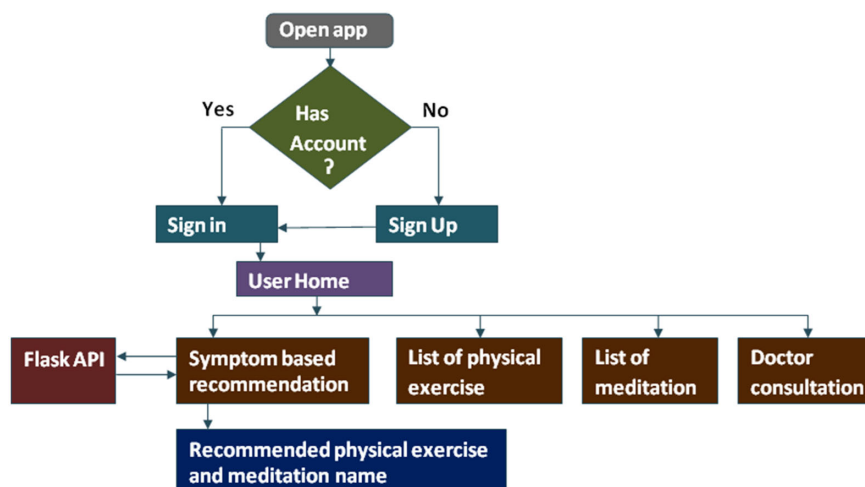 Open app
Yes
No
Has
Account
?
Sign in
Sign Up
User Home
Flask API
Symptom based
recommendation
List of physical
exercise
List of
meditation
Doctor
consultation
Recommended physical exercise
and meditation name